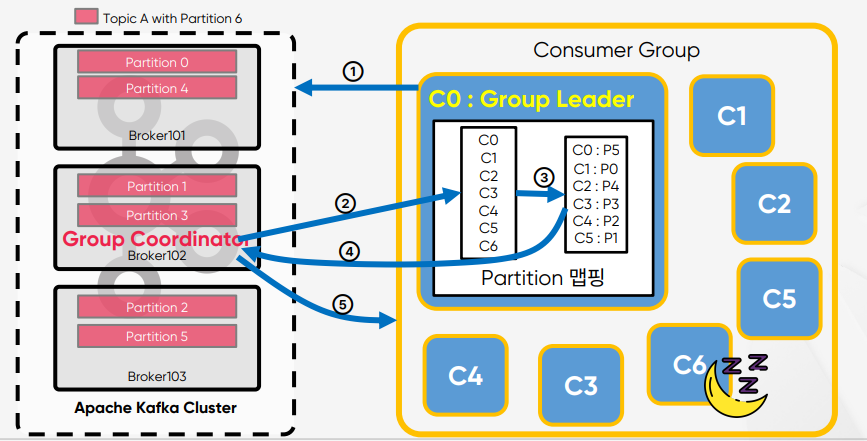 Topic A with Partition 6
Partition 0
Partition 4
Broker101
Partition 1
Partition 3
Group Coordinator
Broker102
Partition 2
Partition 5
Broker103
Apache Kafka Cluster
①
②
④
⑤
Consumer Group
C0 : Group Leader
C0
C1
C2
C3
C4
C5
C6
③
C0 : P5
C1 : P0
C2 : P4
C3 : P3
C4 : P2
C5 : P1
Partition 맵핑
C1
C2
C5
C4
C3
C6
Z Z
Z